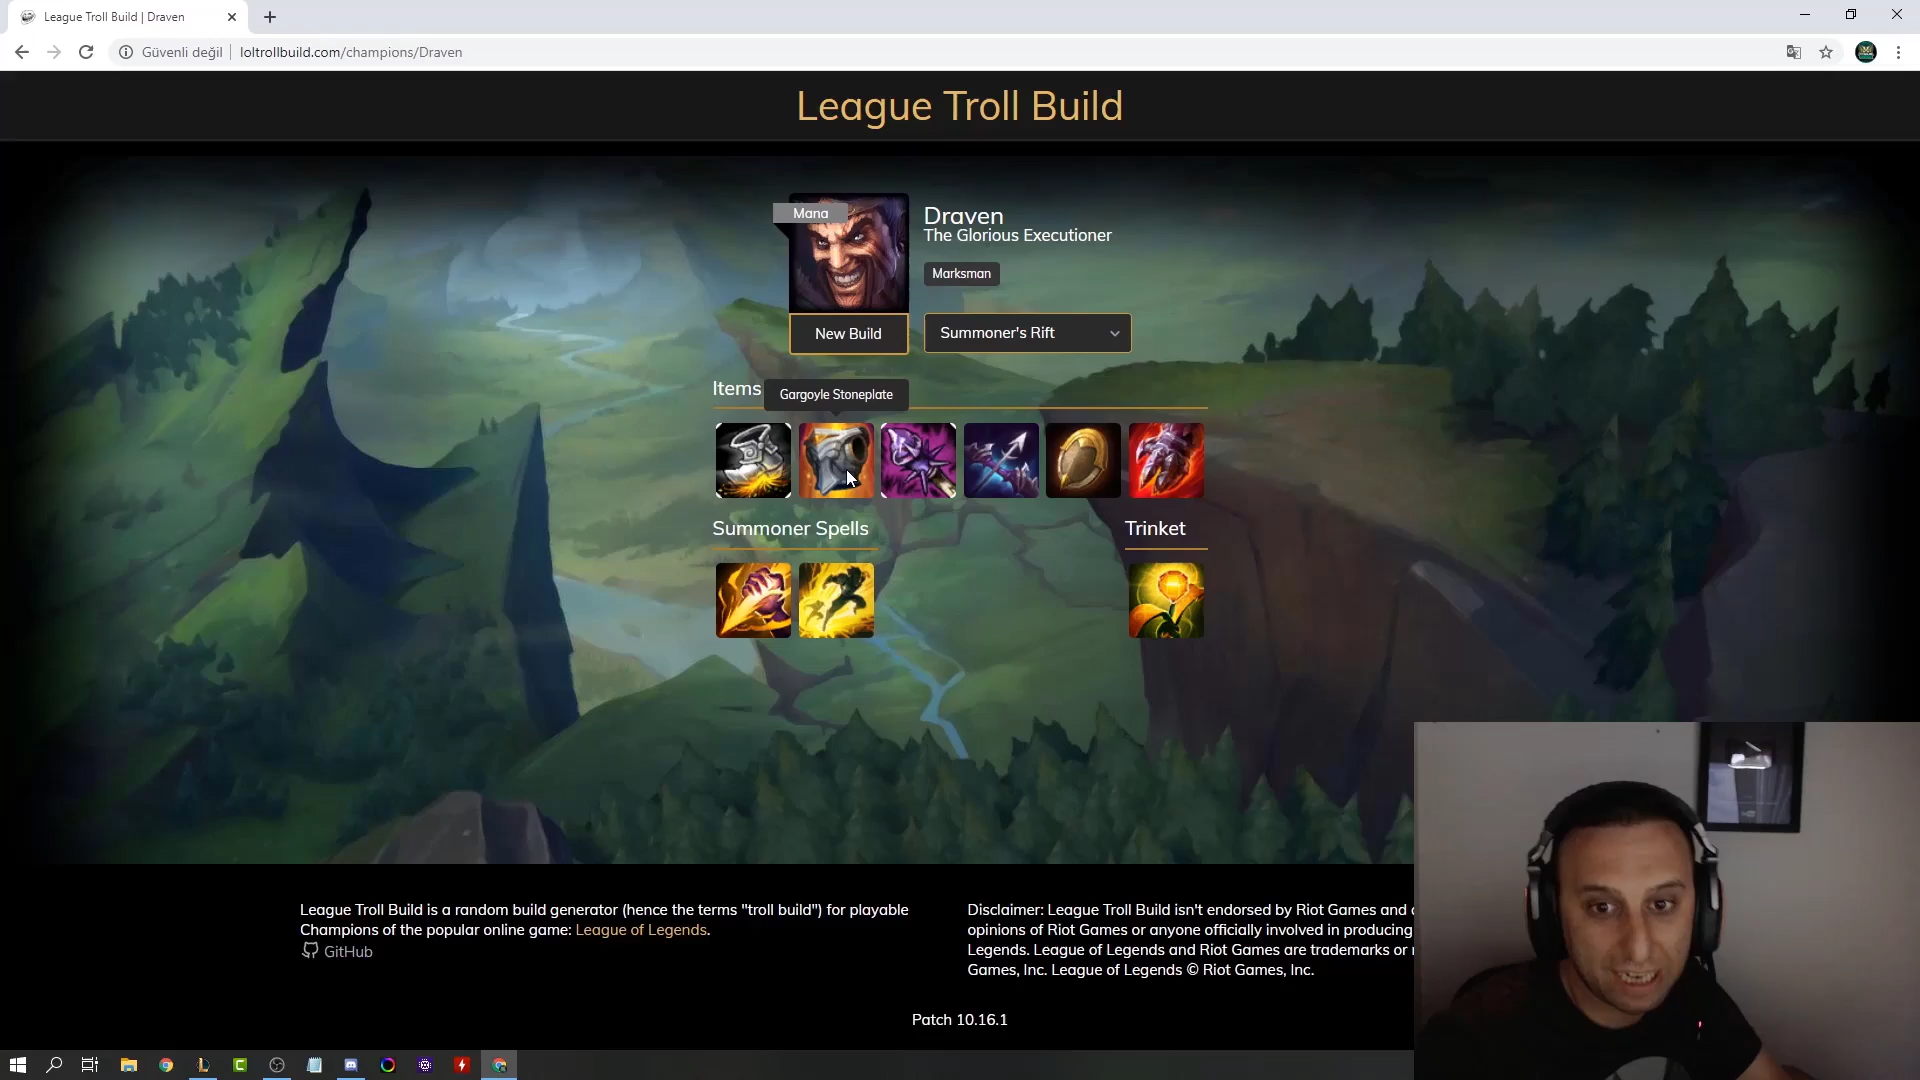 League Troll Build | Draven
Güvenli değil
loltrollbuild.com/champions/Draven
League Troll Build
Mana
Draven
The Glorious Executioner
Marksman
New Build
Summoner's Rift
Items
Gargoyle Stoneplate
Summoner Spells
Trinket
League Troll Build is a random build generator (hence the terms "troll build") for playable
Champions of the popular online game: League of Legends.
GitHub
Disclaimer: League Troll Build isn't endorsed by Riot Games and
opinions of Riot Games or anyone officially involved in producing
Legends. League of Legends and Riot Games are trademarks or
Games, Inc. League of Legends © Riot Games, Inc.
Patch 10.16.1